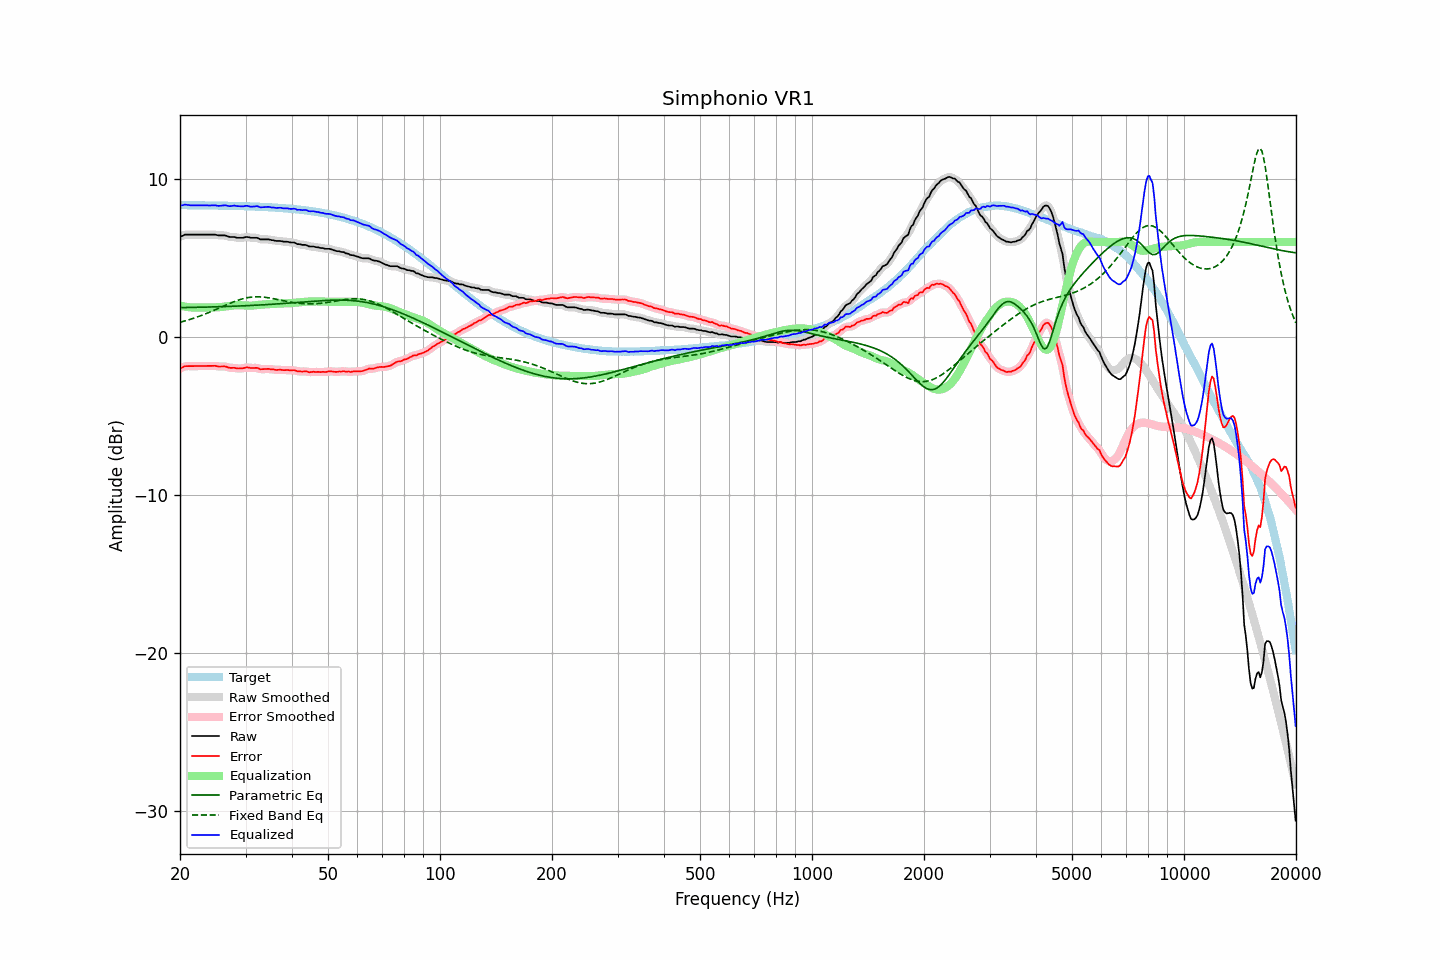 Simphonio VR1
Amplitude (dBr)
10
0
−10
−20
−30
Target
Raw Smoothed
Error Smoothed
Raw
Error
Equalization
Parametric Eq
Fixed Band Eq
Equalized
20 50 100 200 500 1000 2000 5000 10000 20000
Frequency (Hz)